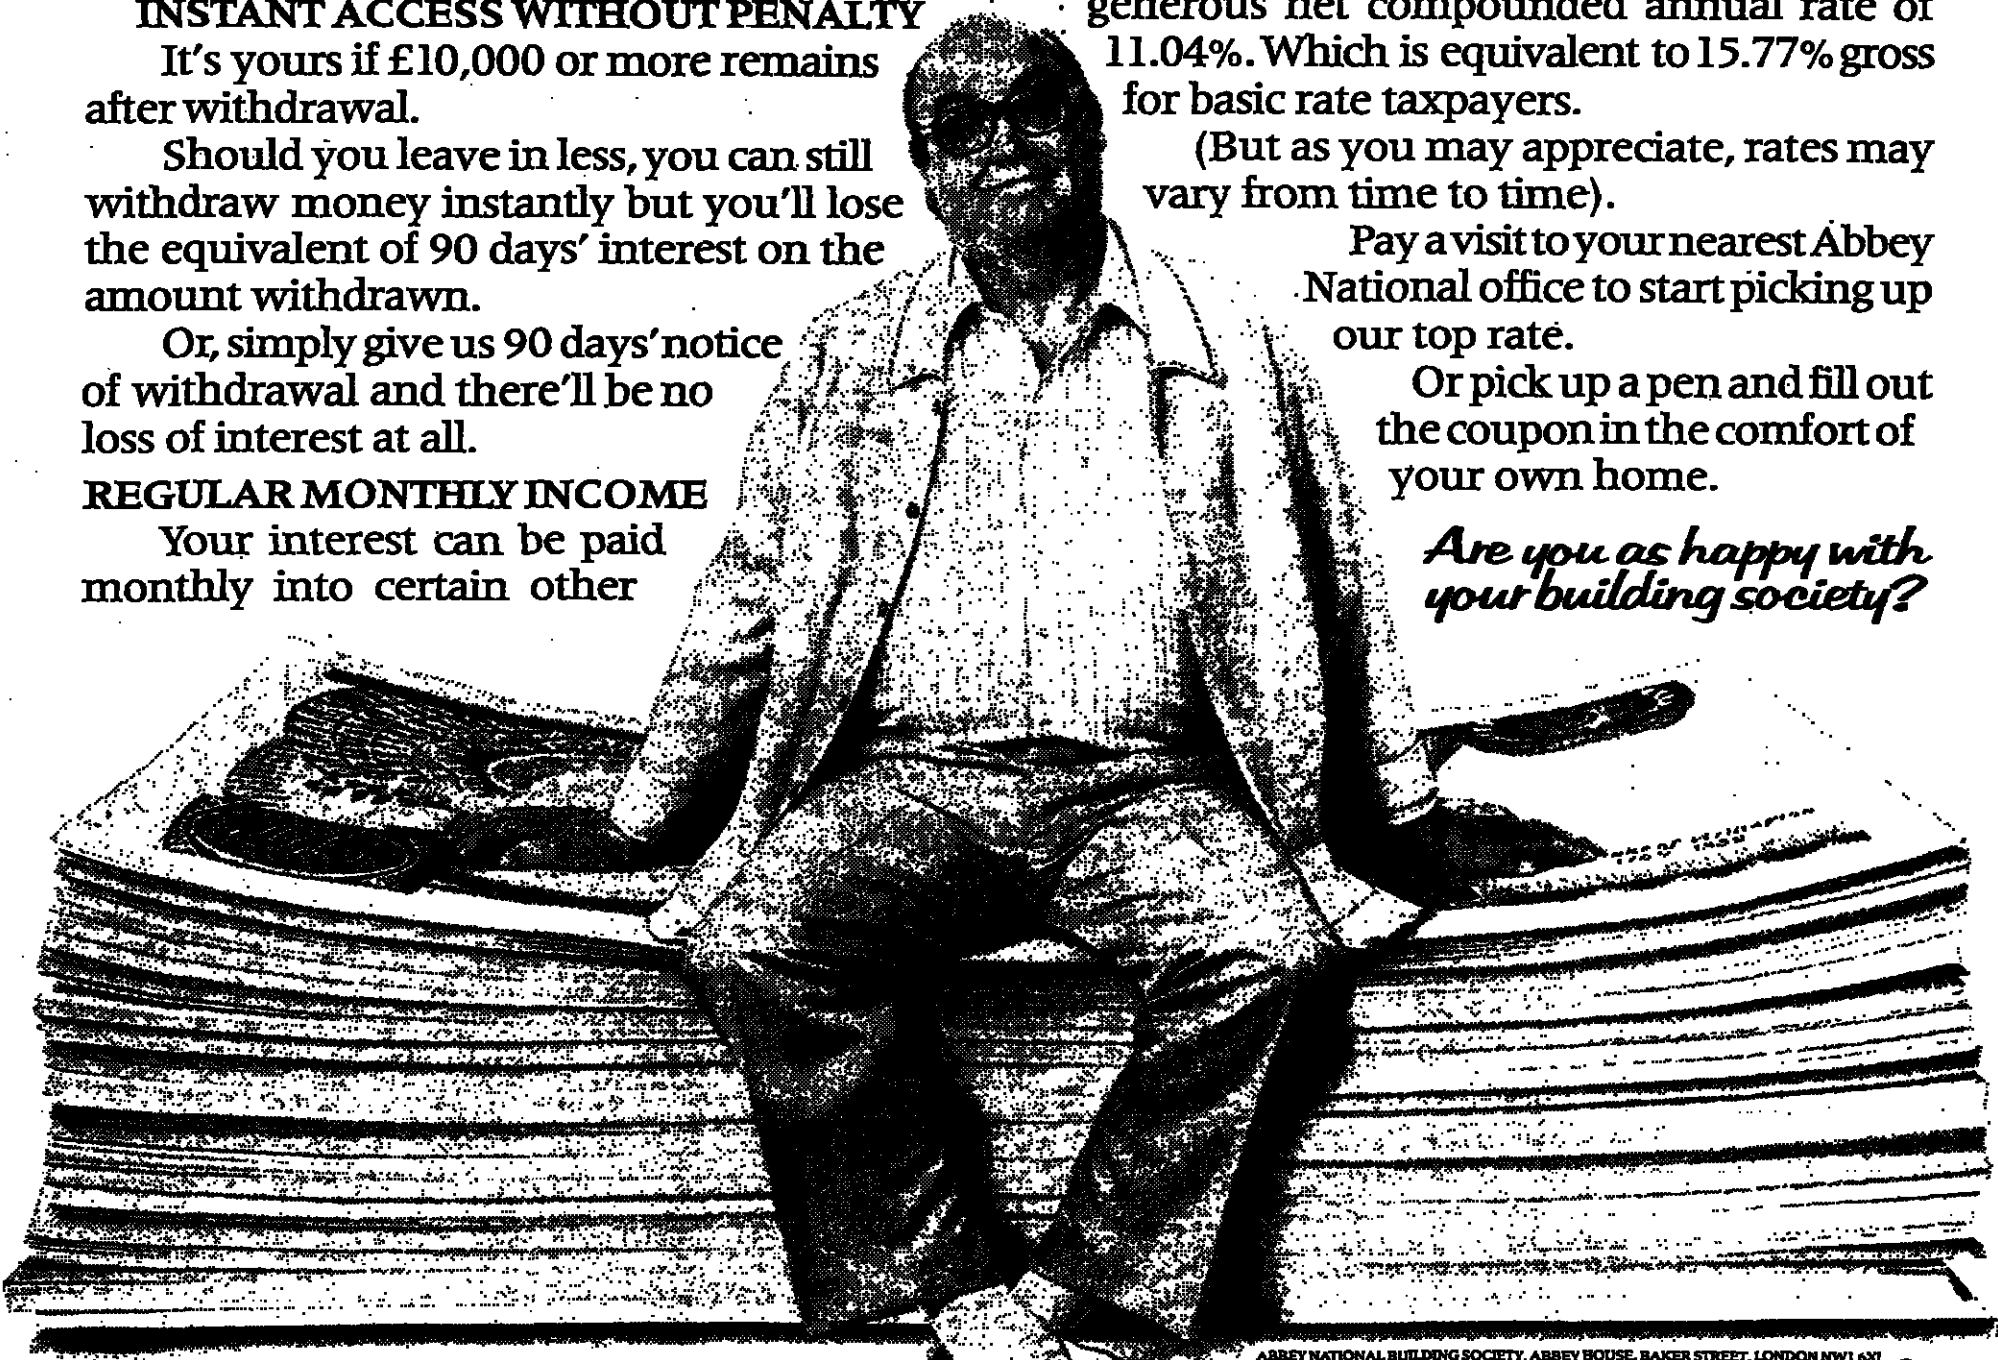 INSTANT ACCESS WITHOUT PENALTY
It's yours if £10,000 or more remains
after withdrawal.
Should you leave in less, you can still
withdraw money instantly but you'll lose
the equivalent of 90 days' interest on the
amount withdrawn.
Or, simply give us 90 days' notice
of withdrawal and there'll be no
loss of interest at all.
REGULAR MONTHLY INCOME
Your interest can be paid
monthly into certain other
generous net compounded annual rate of
11.04%. Which is equivalent to 15.77% gross
for basic rate taxpayers.
(But as you may appreciate, rates may
vary from time to time).
Pay a visit to your nearest Abbey
National office to start picking up
our top rate.
Or pick up a pen and fill out
the coupon in the comfort of
your own home.
Are you as happy with
your building society?
ABBEY NATIONAL BUILDING SOCIETY, ABBEY HOUSE, BAKER STREET, LONDON NW1 6XL